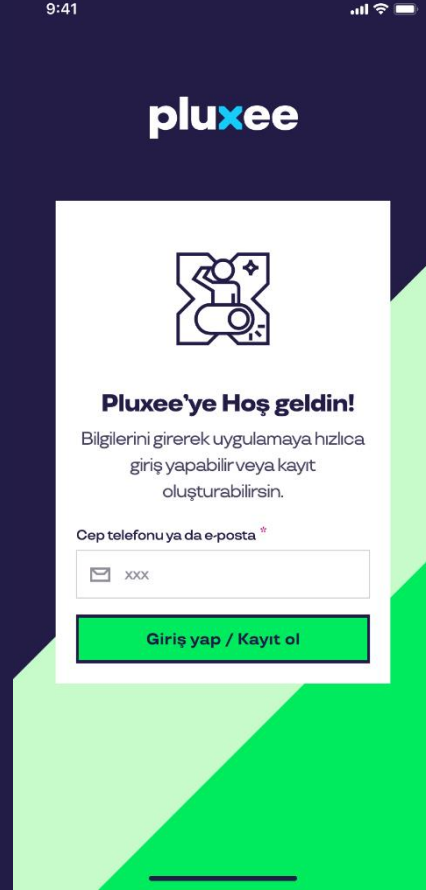 9:41
pluxee
Pluxee’ye Hoş geldin!
Bilgilerini girerek uygulamaya hızlıca
giriş yapabilir veya kayıt
oluşturabilirsin.
Cep telefonu ya da e-posta *
xxx
Giriş yap / Kayıt ol